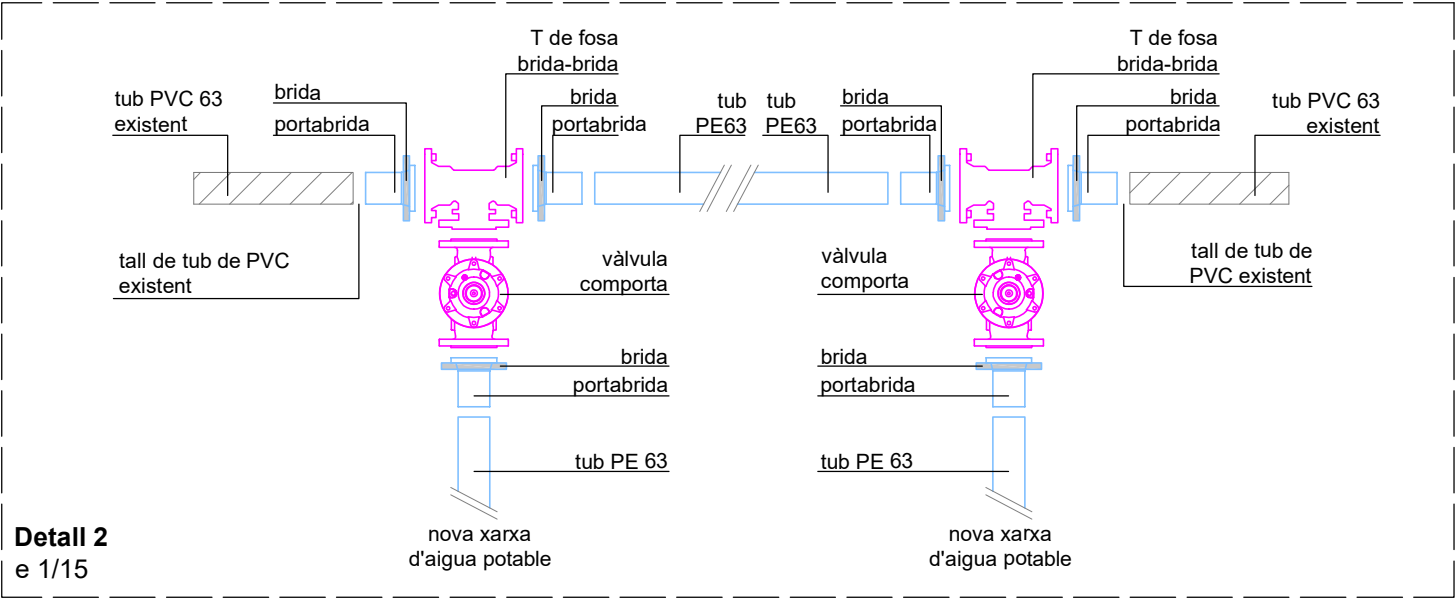 T de fosa
brida-brida
T de fosa
brida-brida
tub PVC 63
existent
brida
portabrida
brida
portabrida
tub
PE63
tub
PE63
brida
portabrida
brida
portabrida
tub PVC 63
existent
tall de tub de PVC
existent
vàlvula
comporta
vàlvula
comporta
tall de tub de
PVC existent
brida
portabrida
brida
portabrida
tub PE 63
tub PE 63
nova xarxa
d'aigua potable
nova xarxa
d'aigua potable
Detall 2
e 1/15